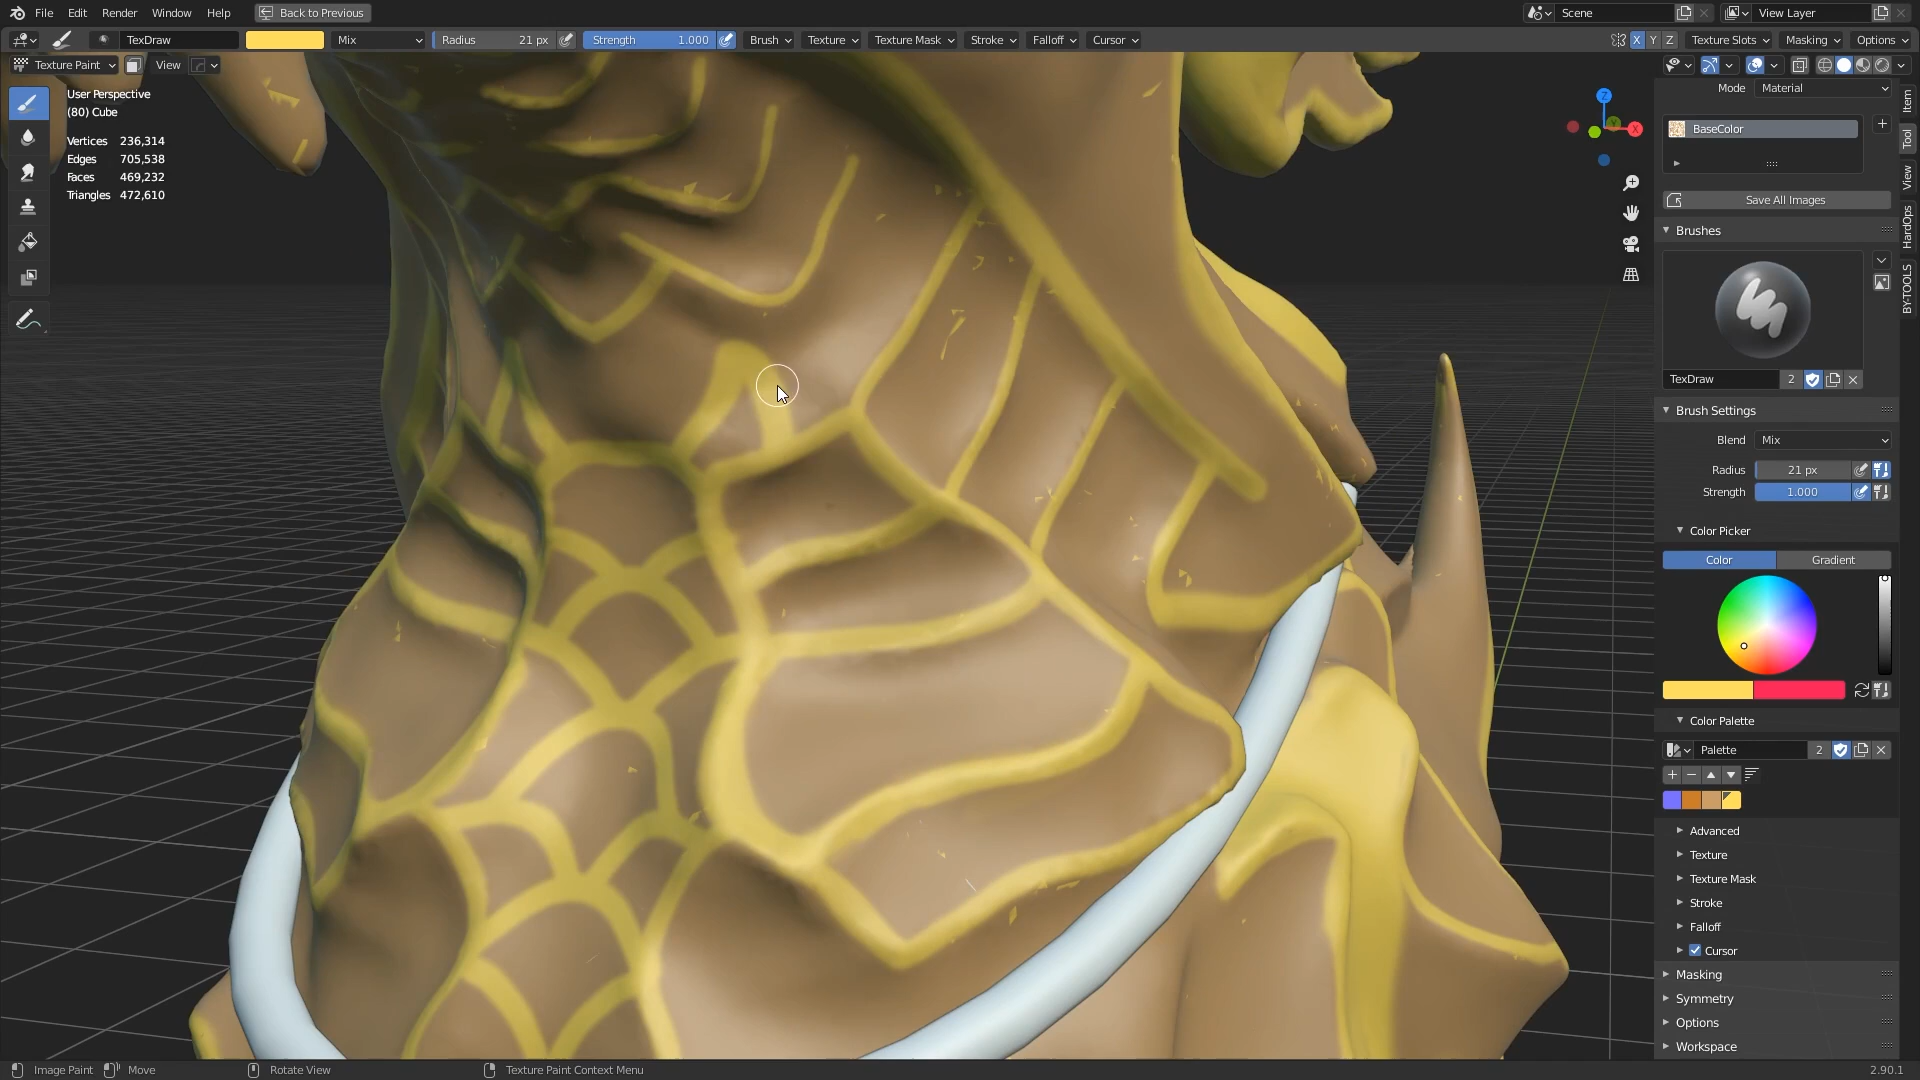 File Edit Render Window Help Back to Previous Scene View Layer
TexDraw Mix Radius 21 px Strength 1.000 Brush Texture Texture Mask Stroke Falloff Cursor X Y Z Texture Slots Masking Options
Texture Paint View
User Perspective
(80) Cube
Vertices 236,314
Edges 705,538
Faces 469,232
Triangles 472,610
Z
X
Y
Mode Material
BaseColor
Save All Images
Brushes
TexDraw 2
Brush Settings
Blend Mix
Radius 21 px
Strength 1.000
Color Picker
Color Gradient
Color Palette
Palette 2
Advanced
Texture
Texture Mask
Stroke
Falloff
Cursor
Masking
Symmetry
Options
Workspace
Item
Tool
View
HardOps
BY-TOOLS
Image Paint Move Rotate View Texture Paint Context Menu 2.90.1